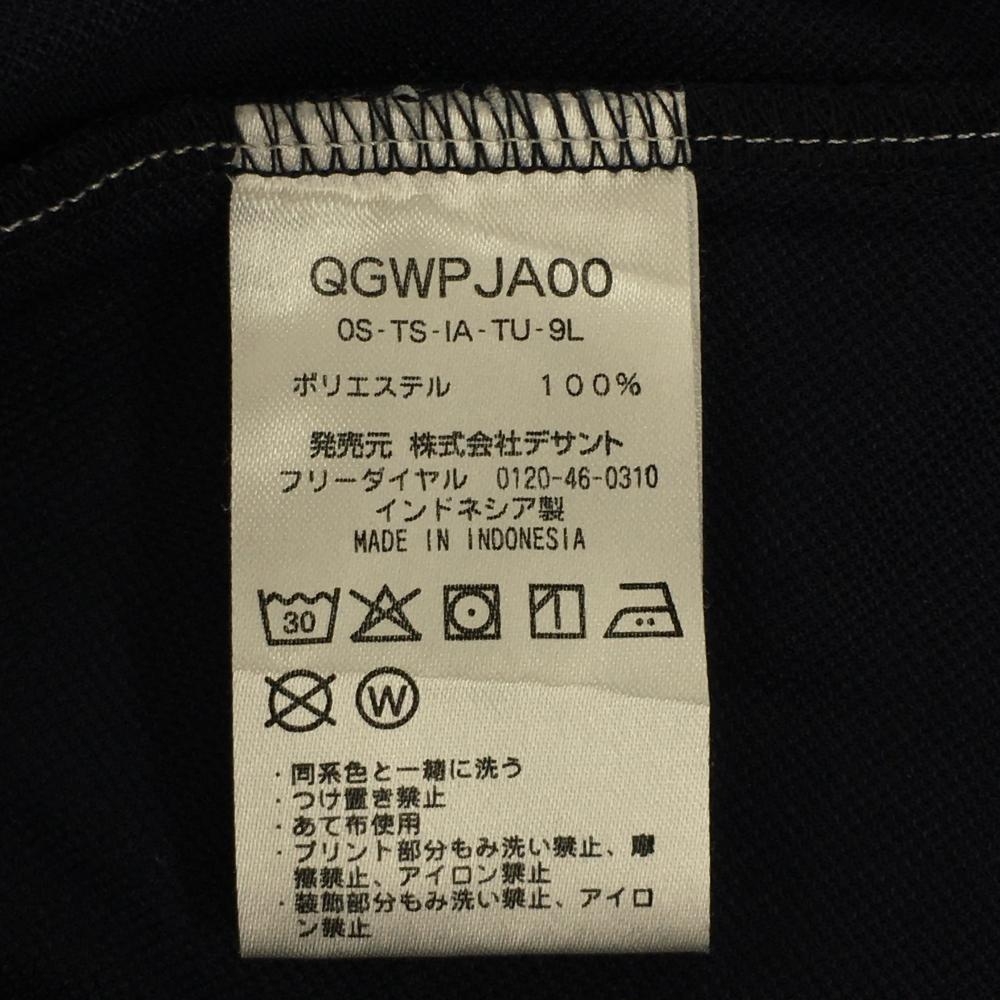 QGWPJA00
0S-TS-IA-TU-9L
ポリエステル 100%
発売元 株式会社デサント
フリーダイヤル 0120-46-0310
インドネシア製
MADE IN INDONESIA
30
W
・同系色と一緒に洗う
・つけ置き禁止
・あて布使用
・プリント部分もみ洗い禁止、摩
擦禁止、アイロン禁止
・装飾部分もみ洗い禁止、アイロ
ン禁止